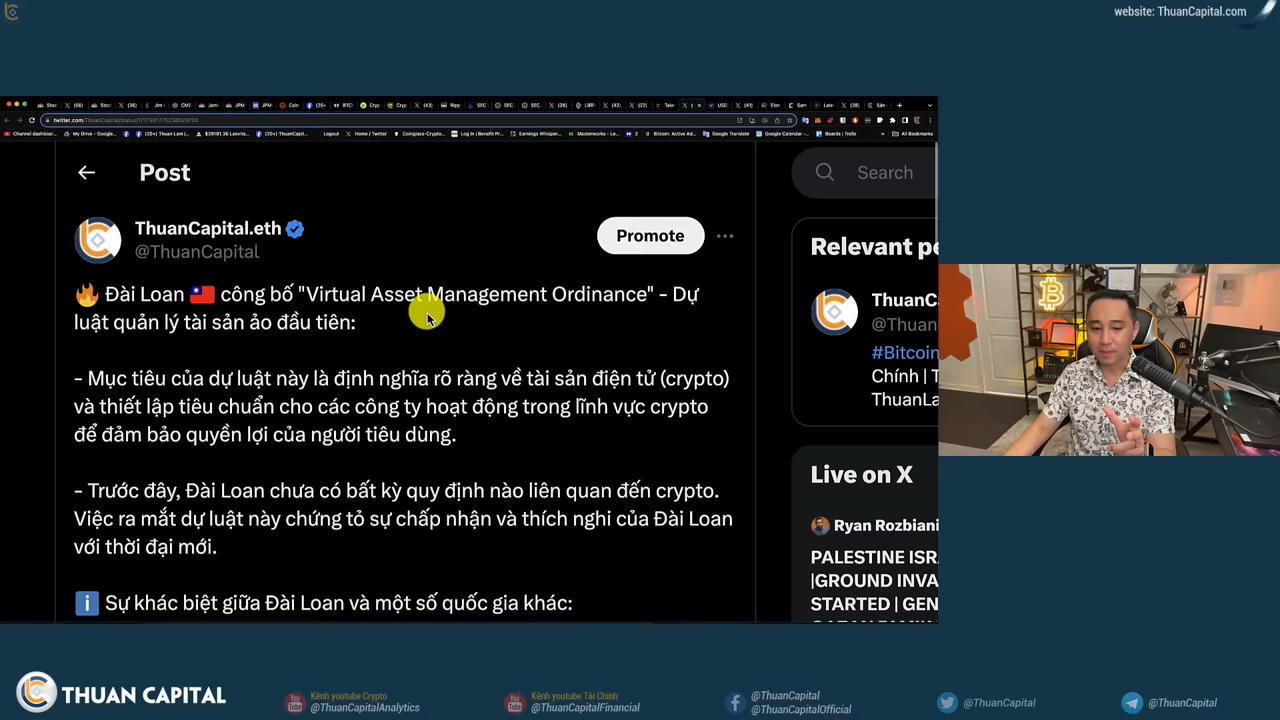 website: ThuanCapital.com
twitter.com/ThuanCapital/status/1717991775238029700
Post
Search
ThuanCapital.eth
@ThuanCapital
Promote
🔥 Đài Loan 🇹🇼 công bố "Virtual Asset Management Ordinance" - Dự
luật quản lý tài sản ảo đầu tiên:
- Mục tiêu của dự luật này là định nghĩa rõ ràng về tài sản điện tử (crypto)
và thiết lập tiêu chuẩn cho các công ty hoạt động trong lĩnh vực crypto
để đảm bảo quyền lợi của người tiêu dùng.
- Trước đây, Đài Loan chưa có bất kỳ quy định nào liên quan đến crypto.
Việc ra mắt dự luật này chứng tỏ sự chấp nhận và thích nghi của Đài Loan
với thời đại mới.
ℹ️ Sự khác biệt giữa Đài Loan và một số quốc gia khác:
Relevant pe
ThuanC
@Thuan
#Bitcoin
Chính | T
ThuanLa
Live on X
Ryan Rozbiani
PALESTINE ISR
|GROUND INVA
STARTED | GEN
THUAN CAPITAL
Kênh youtube Crypto
@ThuanCapitalAnalytics
Kênh youtube Tài Chính
@ThuanCapitalFinancial
@ThuanCapital
@ThuanCapitalOfficial
@ThuanCapital
@ThuanCapital